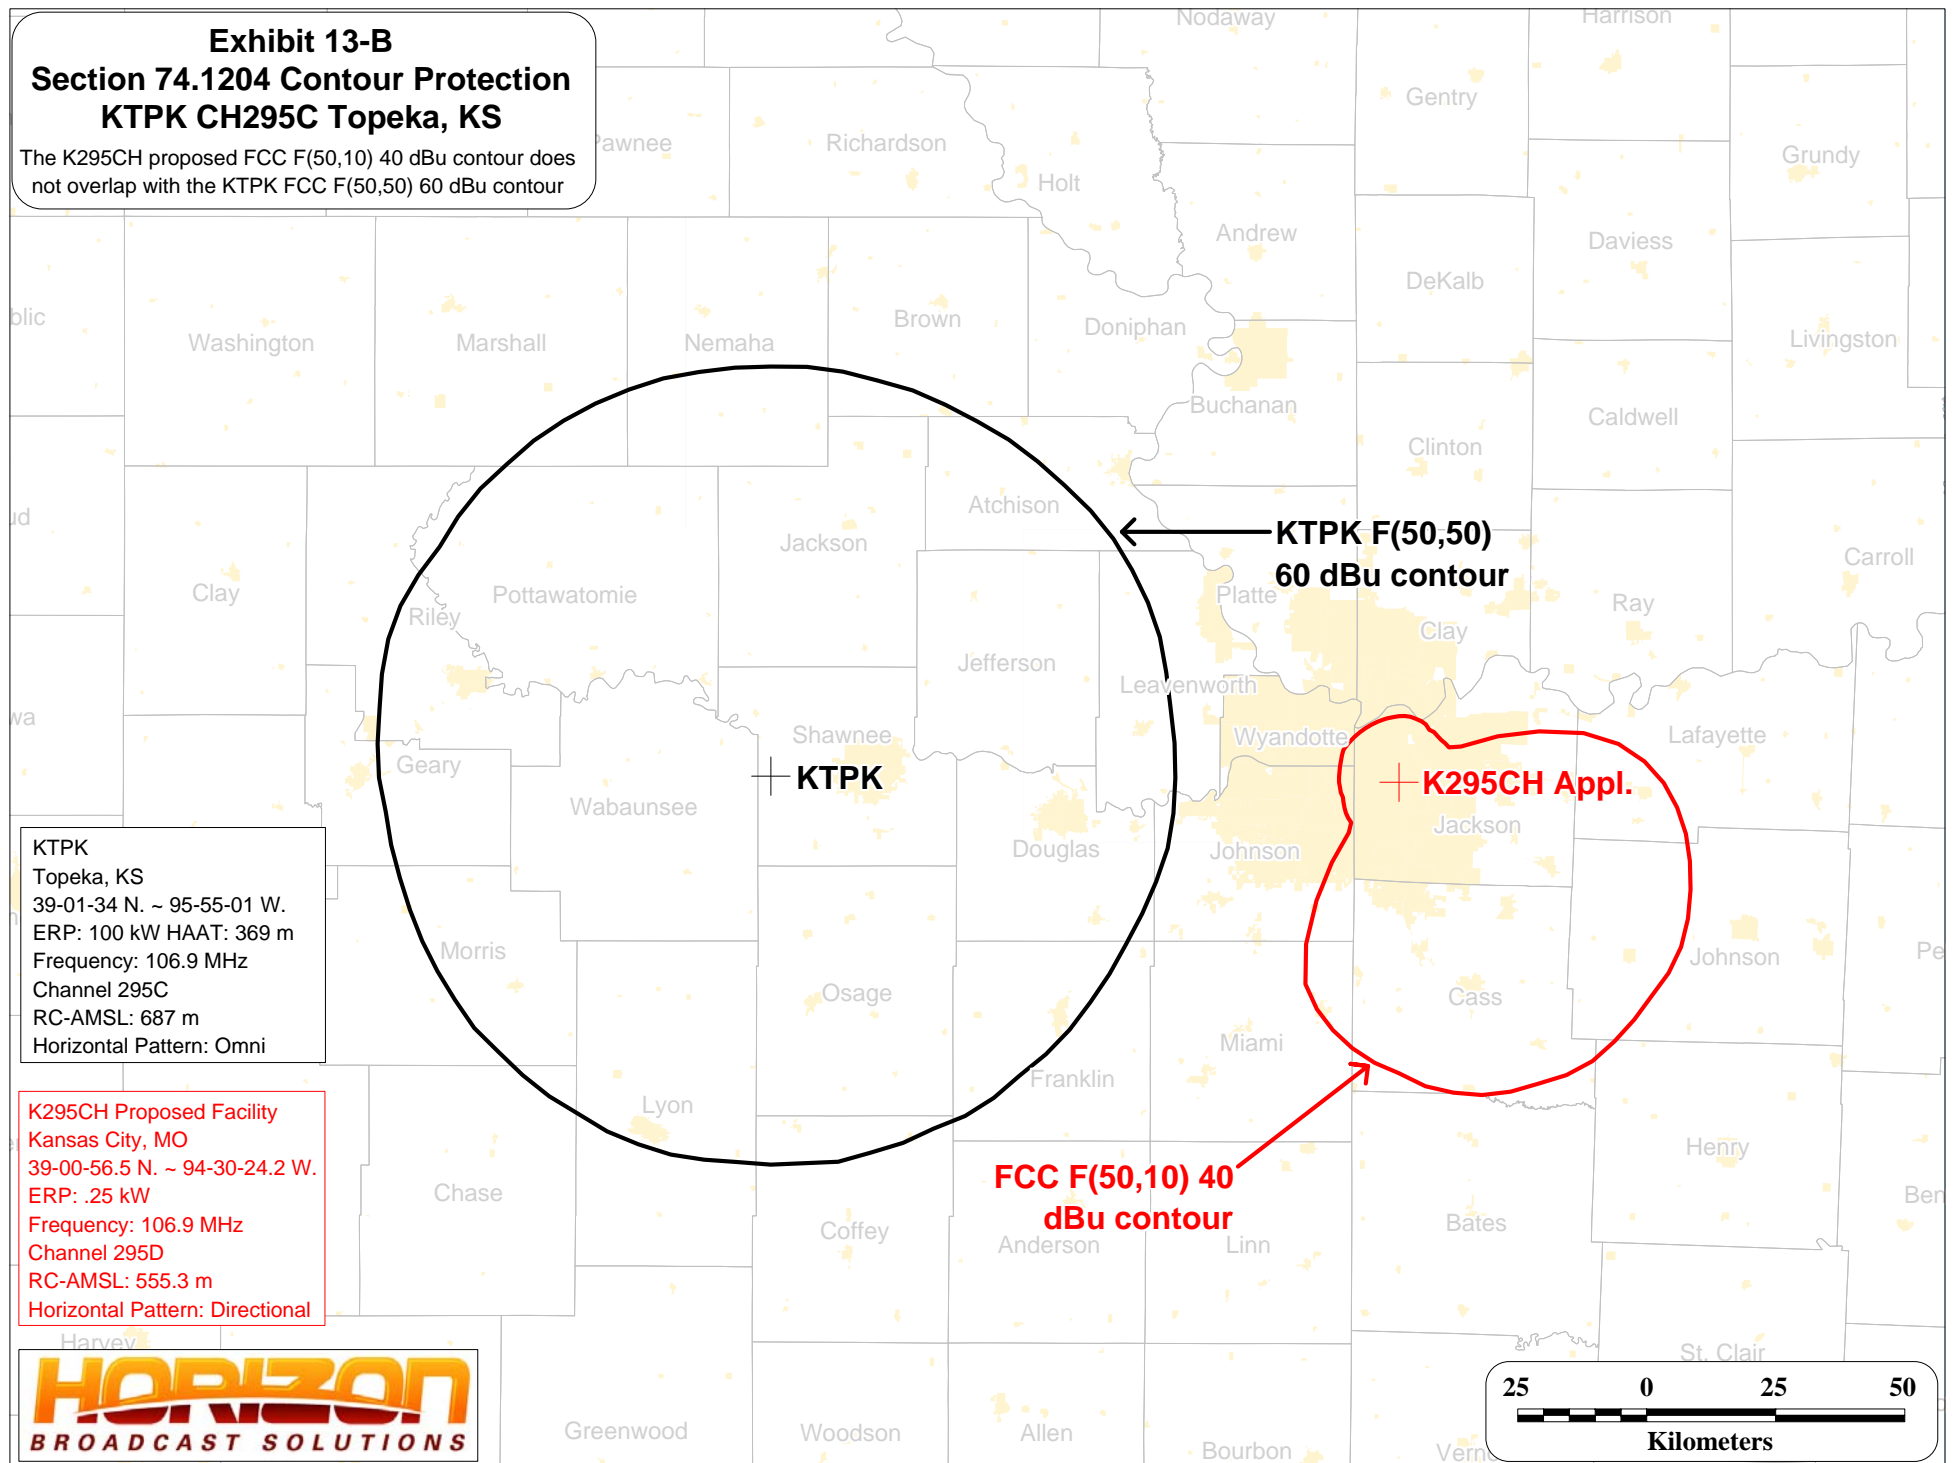 Exhibit 13-B
Section 74.1204 Contour Protection
KTPK CH295C Topeka, KS
The K295CH proposed FCC F(50,10) 40 dBu contour does
not overlap with the KTPK FCC F(50,50) 60 dBu contour
Nodaway
Harrison
Pawnee
Richardson
Holt
Gentry
Grundy
Andrew
Daviess
DeKalb
blic
Washington
Marshall
Nemaha
Brown
Doniphan
Livingston
Buchanan
Caldwell
Clinton
Atchison
ud
Jackson
KTPK F(50,50)
60 dBu contour
Carroll
Clay
Pottawatomie
Riley
Platte
Ray
Clay
Jefferson
Leavenworth
wa
Shawnee
Wyandotte
Lafayette
Geary
KTPK
K295CH Appl.
Wabaunsee
Jackson
Douglas
Johnson
KTPK
Topeka, KS
39-01-34 N. ~ 95-55-01 W.
ERP: 100 kW HAAT: 369 m
Frequency: 106.9 MHz
Channel 295C
RC-AMSL: 687 m
Horizontal Pattern: Omni
Morris
Osage
Cass
Johnson
Pe
Miami
Franklin
Lyon
K295CH Proposed Facility
Kansas City, MO
39-00-56.5 N. ~ 94-30-24.2 W.
ERP: .25 kW
Frequency: 106.9 MHz
Channel 295D
RC-AMSL: 555.3 m
Horizontal Pattern: Directional
Henry
Chase
FCC F(50,10) 40
dBu contour
Ben
Coffey
Anderson
Linn
Bates
Harvey
St. Clair
HORIZON
BROADCAST SOLUTIONS
Greenwood
Woodson
Allen
Bourbon
Vern
25 0 25 50
Kilometers